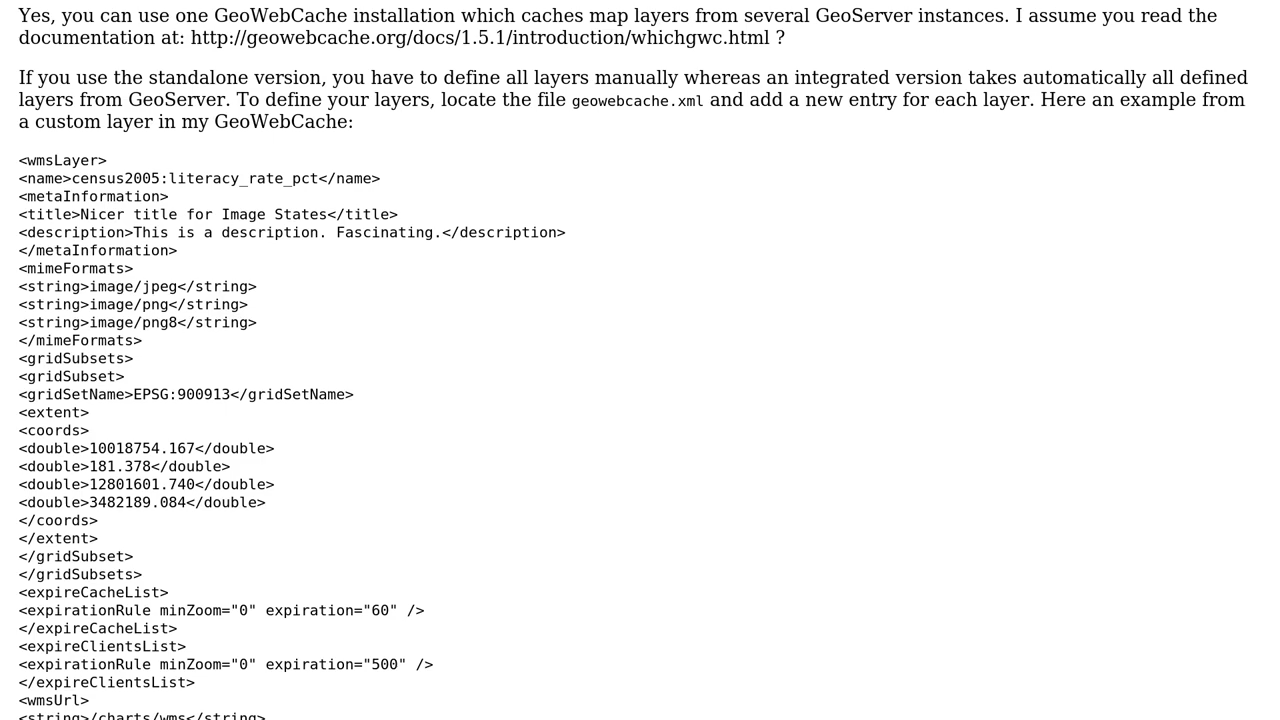 Yes, you can use one GeoWebCache installation which caches map layers from several GeoServer instances. I assume you read the
documentation at: http://geowebcache.org/docs/1.5.1/introduction/whichgwc.html ?
If you use the standalone version, you have to define all layers manually whereas an integrated version takes automatically all defined
layers from GeoServer. To define your layers, locate the file geowebcache.xml and add a new entry for each layer. Here an example from
a custom layer in my GeoWebCache:
<wmsLayer>
<name>census2005:literacy_rate_pct</name>
<metaInformation>
<title>Nicer title for Image States</title>
<description>This is a description. Fascinating.</description>
</metaInformation>
<mimeFormats>
<string>image/jpeg</string>
<string>image/png</string>
<string>image/png8</string>
</mimeFormats>
<gridSubsets>
<gridSubset>
<gridSetName>EPSG:900913</gridSetName>
<extent>
<coords>
<double>10018754.167</double>
<double>181.378</double>
<double>12801601.740</double>
<double>3482189.084</double>
</coords>
</extent>
</gridSubset>
</gridSubsets>
<expireCacheList>
<expirationRule minZoom="0" expiration="60" />
</expireCacheList>
<expireClientsList>
<expirationRule minZoom="0" expiration="500" />
</expireClientsList>
<wmsUrl>
<string>/charts/wms</string>